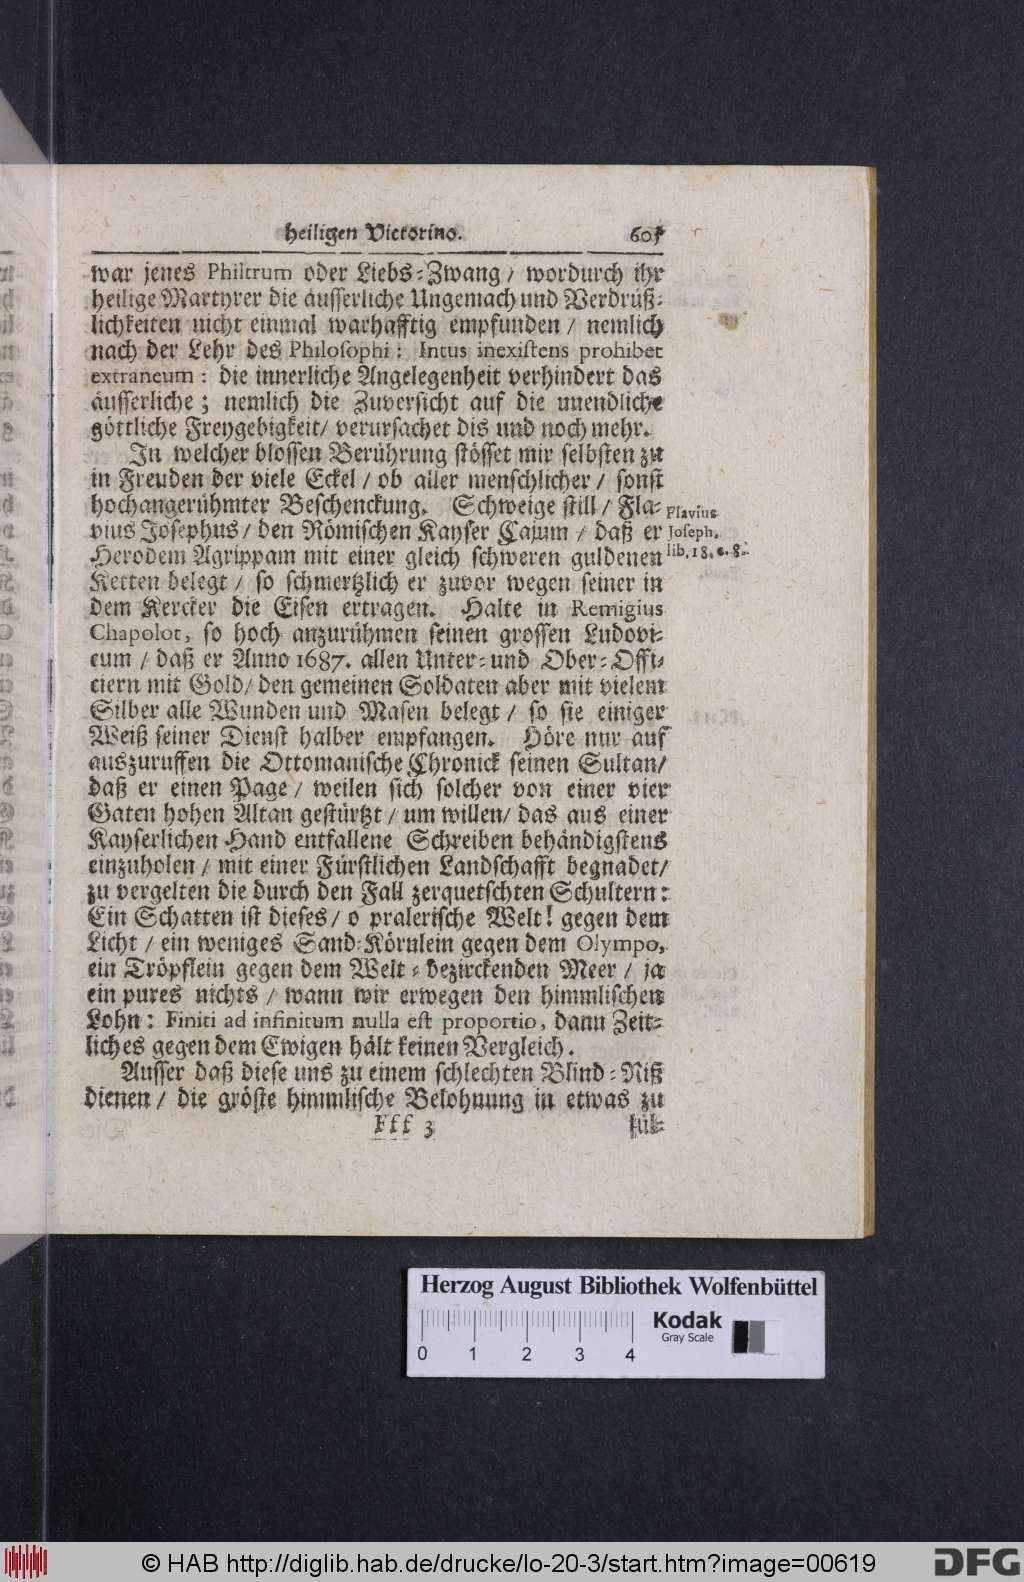 heiligen Victorino. 605
war jenes Philtrum oder Liebs-Zwang / wordurch ihr
heilige Martyrer die äusserliche Ungemach und Verdrüß-
lichkeiten nicht einmal warhafftig empfunden / nemlich
nach der Lehr des Philosophi: Intus inexistens prohibet
extraneum: die innerliche Angelegenheit verhindert das
äusserliche; nemlich die Zuversicht auf die unendliche
göttliche Freygebigkeit / verursachet dis und noch mehr.
In welcher blossen Berührung stösset mir selbsten zu
in Freuden der viele Eckel / ob aller menschlicher / sonst
hochangerühmter Beschenckung. Schweige still / Fla-
vius Josephus / den Römischen Kayser Cajum / daß er
Herodem Agrippam mit einer gleich schweren guldenen
Ketten belegt / so schmertzlich er zuvor wegen seiner in
dem Kercker die Eisen ertragen. Halte in Remigius
Chapolot, so hoch anzurühmen seinen grossen Ludovi-
cum / daß er Anno 1687. allen Unter- und Ober-Offi-
ciern mit Gold / den gemeinen Soldaten aber mit vielem
Silber alle Wunden und Masen belegt / so sie einiger
Weiß seiner Dienst halber empfangen. Höre nur auf
auszuruffen die Ottomanische Chronick seinen Sultan /
daß er einen Page / weilen sich solcher von einer vier
Gaten hohen Altan gestürtzt / um willen / das aus einer
Kayserlichen Hand entfallene Schreiben behändigstens
einzuholen / mit einer Fürstlichen Landschafft begnadet /
zu vergelten die durch den Fall zerquetschten Schultern:
Ein Schatten ist dieses / o pralerische Welt! gegen dem
Licht / ein weniges Sand-Körnlein gegen dem Olympo,
ein Tröpflein gegen dem Welt-bezirckenden Meer / ja
ein pures nichts / wann wir erwegen den himmlischen
Lohn: Finiti ad infinitum nulla est proportio, dann Zeit-
liches gegen dem Ewigen hält keinen Vergleich.
Ausser daß diese uns zu einem schlechten Blind-Niß
dienen / die gröste himmlische Belohnung in etwas zu
Fff 3 kül-
Flavius
Joseph.
lib. 18. c. 8.
Herzog August Bibliothek Wolfenbüttel
Kodak
Gray Scale
0 1 2 3 4
© HAB http://diglib.hab.de/drucke/lo-20-3/start.htm?image=00619
DFG